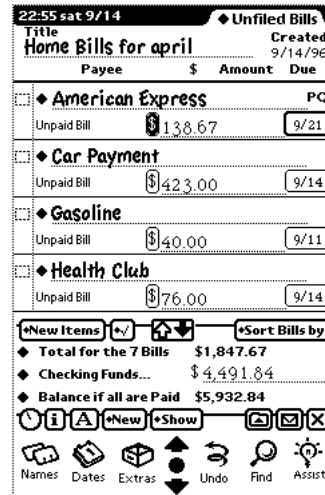 22:55 sat 9/14
◆ Unfiled Bills
Title
Created
Home Bills for april
9/14/96
Payee $ Amount Due
◆ American Express PQ
Unpaid Bill $ 138.67 9/21
◆ Car Payment
Unpaid Bill $ 423.00 9/14
◆ Gasoline
Unpaid Bill $ 40.00 9/11
◆ Health Club
Unpaid Bill $ 76.00 9/14
◆New Items ◆√ ◆Sort Bills by
◆ Total for the 7 Bills $1,847.67
◆ Checking Funds... $ 4,491.84
◆ Balance if all are Paid $5,932.84
i A ◆New ◆Show X
Names Dates Extras Undo Find Assist